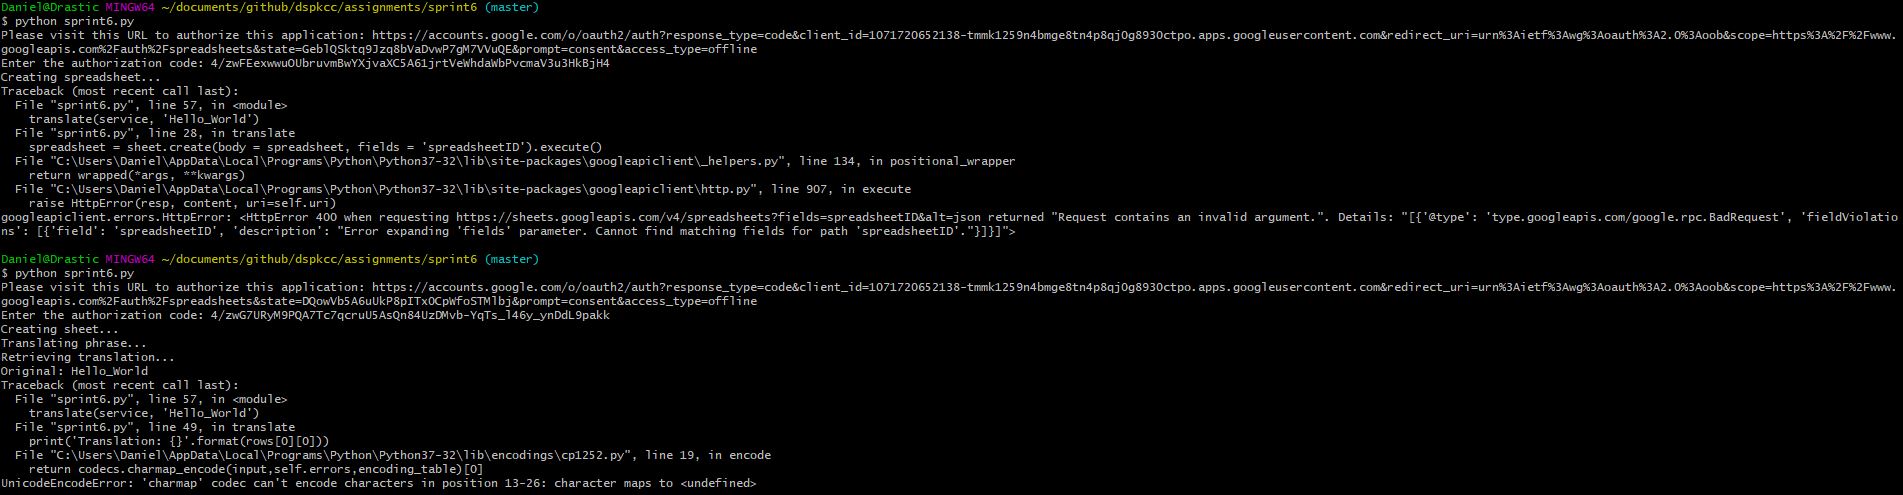 Daniel@Drastic MINGW64 ~/documents/github/dspkcc/assignments/sprint6 (master)
$ python sprint6.py
Please visit this URL to authorize this application: https://accounts.google.com/o/oauth2/auth?response_type=code&client_id=1071720652138-tmmk1259n4bmge8tn4p8qj0g8930ctpo.apps.googleusercontent.com&redirect_uri=urn%3Aietf%3Awg%3Aoauth%3A2.0%3Aoob&scope=https%3A%2F%2Fwww.
googleapis.com%2Fauth%2Fspreadsheets&state=GeblQSktq9Jzq8bVaDvwP7gM7VVuQE&prompt=consent&access_type=offline
Enter the authorization code: 4/zwFEexwwuOUbruvmBwYXjvaXC5A61jrtVeWhdaWbPvcmaV3u3HkBjH4
Creating spreadsheet...
Traceback (most recent call last):
  File "sprint6.py", line 57, in <module>
    translate(service, 'Hello_World')
  File "sprint6.py", line 28, in translate
    spreadsheet = sheet.create(body = spreadsheet, fields = 'spreadsheetID').execute()
  File "C:\Users\Daniel\AppData\Local\Programs\Python\Python37-32\lib\site-packages\googleapiclient\_helpers.py", line 134, in positional_wrapper
    return wrapped(*args, **kwargs)
  File "C:\Users\Daniel\AppData\Local\Programs\Python\Python37-32\lib\site-packages\googleapiclient\http.py", line 907, in execute
    raise HttpError(resp, content, uri=self.uri)
googleapiclient.errors.HttpError: <HttpError 400 when requesting https://sheets.googleapis.com/v4/spreadsheets?fields=spreadsheetID&alt=json returned "Request contains an invalid argument.". Details: "[{'@type': 'type.googleapis.com/google.rpc.BadRequest', 'fieldViolatio
ns': [{'field': 'spreadsheetID', 'description': "Error expanding 'fields' parameter. Cannot find matching fields for path 'spreadsheetID'."}]}]">
Daniel@Drastic MINGW64 ~/documents/github/dspkcc/assignments/sprint6 (master)
$ python sprint6.py
Please visit this URL to authorize this application: https://accounts.google.com/o/oauth2/auth?response_type=code&client_id=1071720652138-tmmk1259n4bmge8tn4p8qj0g8930ctpo.apps.googleusercontent.com&redirect_uri=urn%3Aietf%3Awg%3Aoauth%3A2.0%3Aoob&scope=https%3A%2F%2Fwww.
googleapis.com%2Fauth%2Fspreadsheets&state=DQowVb5A6uUkP8pITxOCpWfoSTMlbj&prompt=consent&access_type=offline
Enter the authorization code: 4/zwG7URyM9PQA7Tc7qcruU5AsQn84UzDMvb-YqTs_l46y_ynDdL9pakk
Creating sheet...
Translating phrase...
Retrieving translation...
Original: Hello_World
Traceback (most recent call last):
  File "sprint6.py", line 57, in <module>
    translate(service, 'Hello_World')
  File "sprint6.py", line 49, in translate
    print('Translation: {}'.format(rows[0][0]))
  File "C:\Users\Daniel\AppData\Local\Programs\Python\Python37-32\lib\encodings\cp1252.py", line 19, in encode
    return codecs.charmap_encode(input,self.errors,encoding_table)[0]
UnicodeEncodeError: 'charmap' codec can't encode characters in position 13-26: character maps to <undefined>